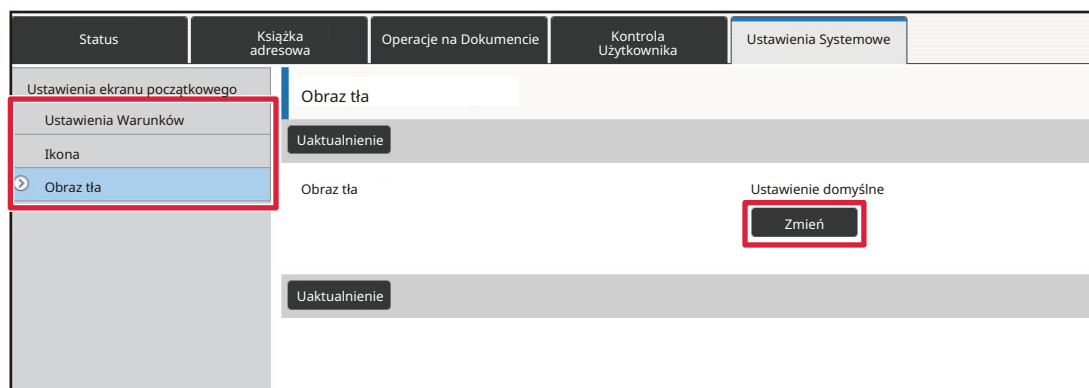 Status
Książka
adresowa
Operacje na Dokumencie
Kontrola
Użytkownika
Ustawienia Systemowe
Ustawienia ekranu początkowego
Ustawienia Warunków
Ikona
Obraz tła
Obraz tła
Uaktualnienie
Obraz tła
Ustawienie domyślne
Zmień
Uaktualnienie